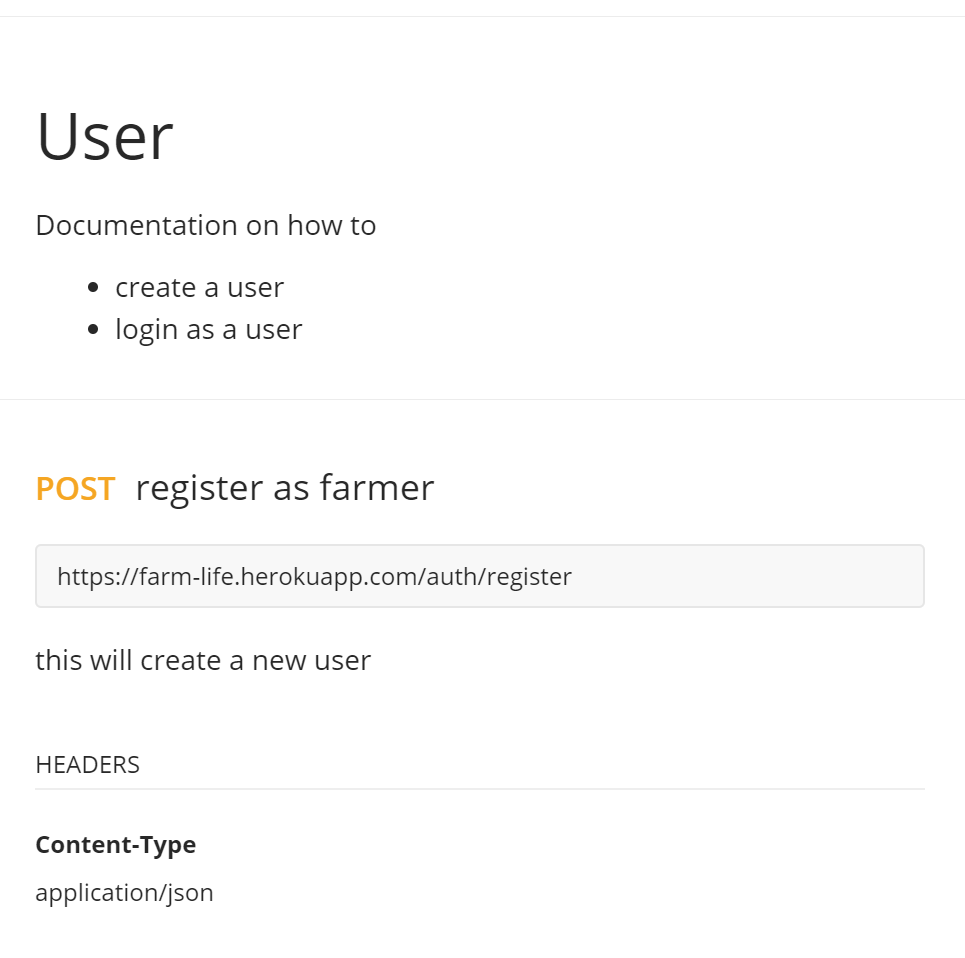 User
Documentation on how to
• create a user
• login as a user
POST register as farmer
https://farm-life.herokuapp.com/auth/register
this will create a new user
HEADERS
Content-Type
application/json